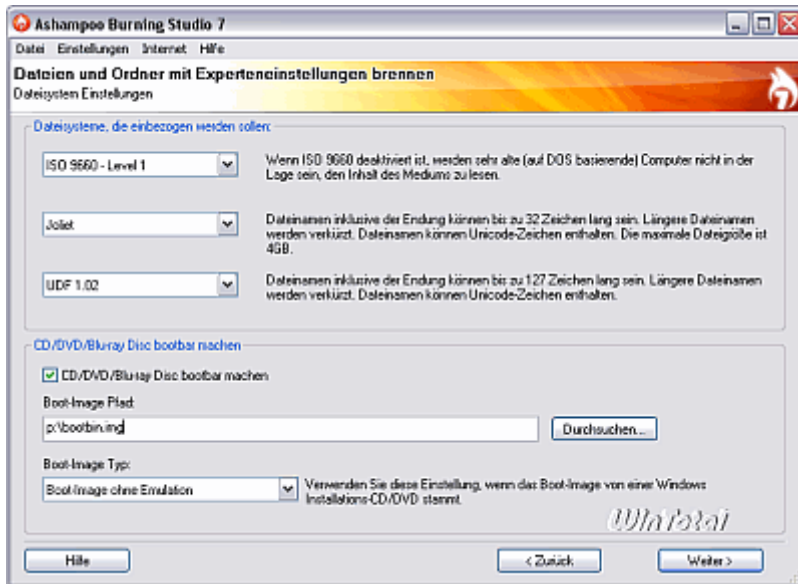 Ashampoo Burning Studio 7
Datei Einstellungen Internet Hilfe
Dateien und Ordner mit Experteneinstellungen brennen
Dateisystem Einstellungen
7
Dateisysteme, die einbezogen werden sollen:
ISO 9660 - Level 1
Wenn ISO 9660 deaktiviert ist, werden sehr alte (auf DOS basierende) Computer nicht in der
Lage sein, den Inhalt des Mediums zu lesen.
Joliet
Dateinamen inklusive der Endung können bis zu 32 Zeichen lang sein. Längere Dateinamen
werden verkürzt. Dateinamen können Unicode-Zeichen enthalten. Die maximale Dateigröße ist
4GB.
UDF 1.02
Dateinamen inklusive der Endung können bis zu 127 Zeichen lang sein. Längere Dateinamen
werden verkürzt. Dateinamen können Unicode-Zeichen enthalten.
CD/DVD/Blu-ray Disc bootbar machen
CD/DVD/Blu-ray Disc bootbar machen
Boot-Image Pfad:
p:\bootbin.img
Durchsuchen...
Boot-Image Typ:
Boot-Image ohne Emulation
Verwenden Sie diese Einstellung, wenn das Boot-Image von einer Windows
Installations-CD/DVD stammt.
WinTotal
Hilfe
< Zurück
Weiter >